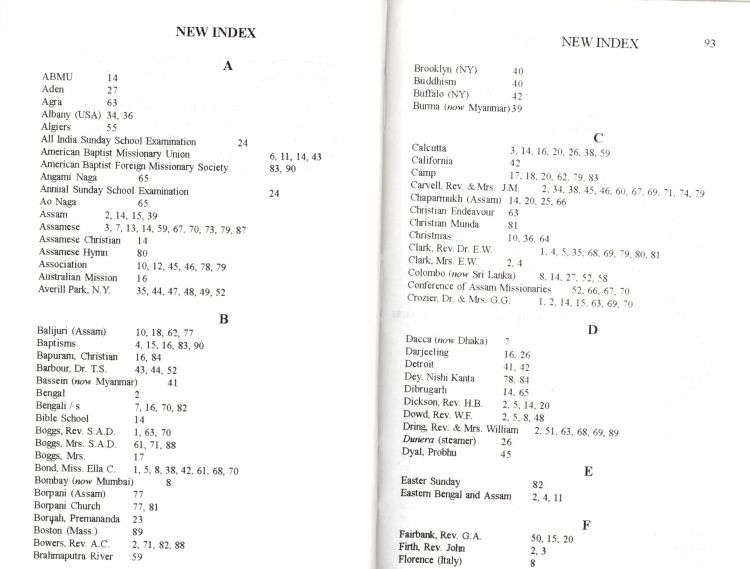 NEW INDEX
A
ABMU 14
Aden 27
Agra 63
Albany (USA) 34, 36
Algiers 55
All India Sunday School Examination 24
American Baptist Missionary Union 6, 11, 14, 43
American Baptist Foreign Missionary Society 83, 90
Angami Naga 65
Annual Sunday School Examination 24
Ao Naga 65
Assam 2, 14, 15, 39
Assamese 3, 7, 13, 14, 59, 67, 70, 73, 79, 87
Assamese Christian 14
Assamese Hymn 80
Association 10, 12, 45, 46, 78, 79
Australian Mission 16
Averill Park, N.Y. 35, 44, 47, 48, 49, 52
B
Balijuri (Assam) 10, 18, 62, 77
Baptisms 4, 15, 16, 83, 90
Bapuram, Christian 16, 84
Barbour, Dr. T.S. 43, 44, 52
Bassein (now Myanmar) 41
Bengal 2
Bengali / s 7, 16, 70, 82
Bible School 14
Boggs, Rev. S.A.D. 1, 63, 70
Boggs, Mrs. S.A.D. 61, 71, 88
Boggs, Mrs. 17
Bond, Miss. Ella C. 1, 5, 8, 38, 42, 61, 68, 70
Bombay (now Mumbai) 8
Borpani (Assam) 77
Borpani Church 77, 81
Boryah, Premananda 23
Boston (Mass.) 89
Bowers, Rev. A.C. 2, 71, 82, 88
Brahmaputra River 59
NEW INDEX 93
Brooklyn (NY) 40
Buddhism 40
Buffalo (NY) 42
Burma (now Myanmar) 39
C
Calcutta 3, 14, 16, 20, 26, 38, 59
California 42
Camp 17, 18, 20, 62, 79, 83
Carvell, Rev. & Mrs. J.M. 2, 34, 38, 45, 46, 60, 67, 69, 71, 74, 79
Chaparmukh (Assam) 14, 20, 25, 66
Christian Endeavour 63
Christian Munda 81
Christmas 10, 36, 64
Clark, Rev. Dr. E.W. 1, 4, 5, 35, 68, 69, 79, 80, 81
Clark, Mrs. E.W. 2, 4
Colombo (now Sri Lanka) 8, 14, 27, 52, 58
Conference of Assam Missionaries 52, 66, 67, 70
Crozier, Dr. & Mrs. G.G. 1, 2, 14, 15, 63, 69, 70
D
Dacca (now Dhaka) 7
Darjeeling 16, 26
Detroit 41, 42
Dey, Nishi Kanta 78, 84
Dibrugarh 14, 65
Dickson, Rev. H.B. 2, 5, 14, 20
Dowd, Rev. W.F. 2, 5, 8, 48
Dring, Rev. & Mrs. William 2, 51, 63, 68, 69, 89
Dunera (steamer) 26
Dyal, Probhu 45
E
Easter Sunday 82
Eastern Bengal and Assam 2, 4, 11
F
Fairbank, Rev. G.A. 50, 15, 20
Firth, Rev. John 2, 3
Florence (Italy) 8